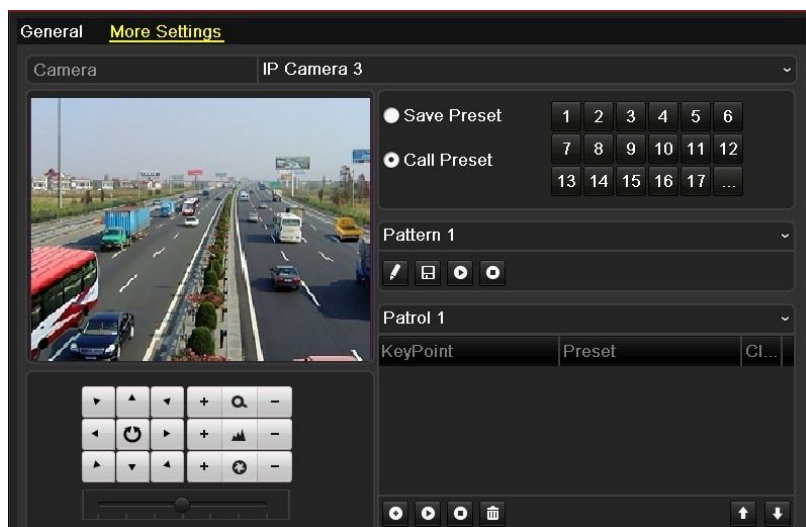 General More Settings
Camera IP Camera 3
Save Preset
Call Preset
1 2 3 4 5 6
7 8 9 10 11 12
13 14 15 16 17 ...
Pattern 1
Patrol 1
KeyPoint Preset Cl...